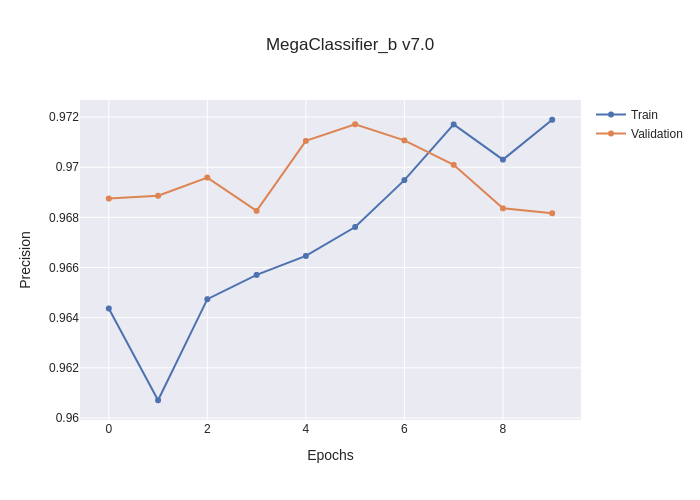 MegaClassifier_b v7.0
Train
Validation
0.972
0.97
0.968
0.966
0.964
0.962
0.96
Precision
0 2 4 6 8
Epochs